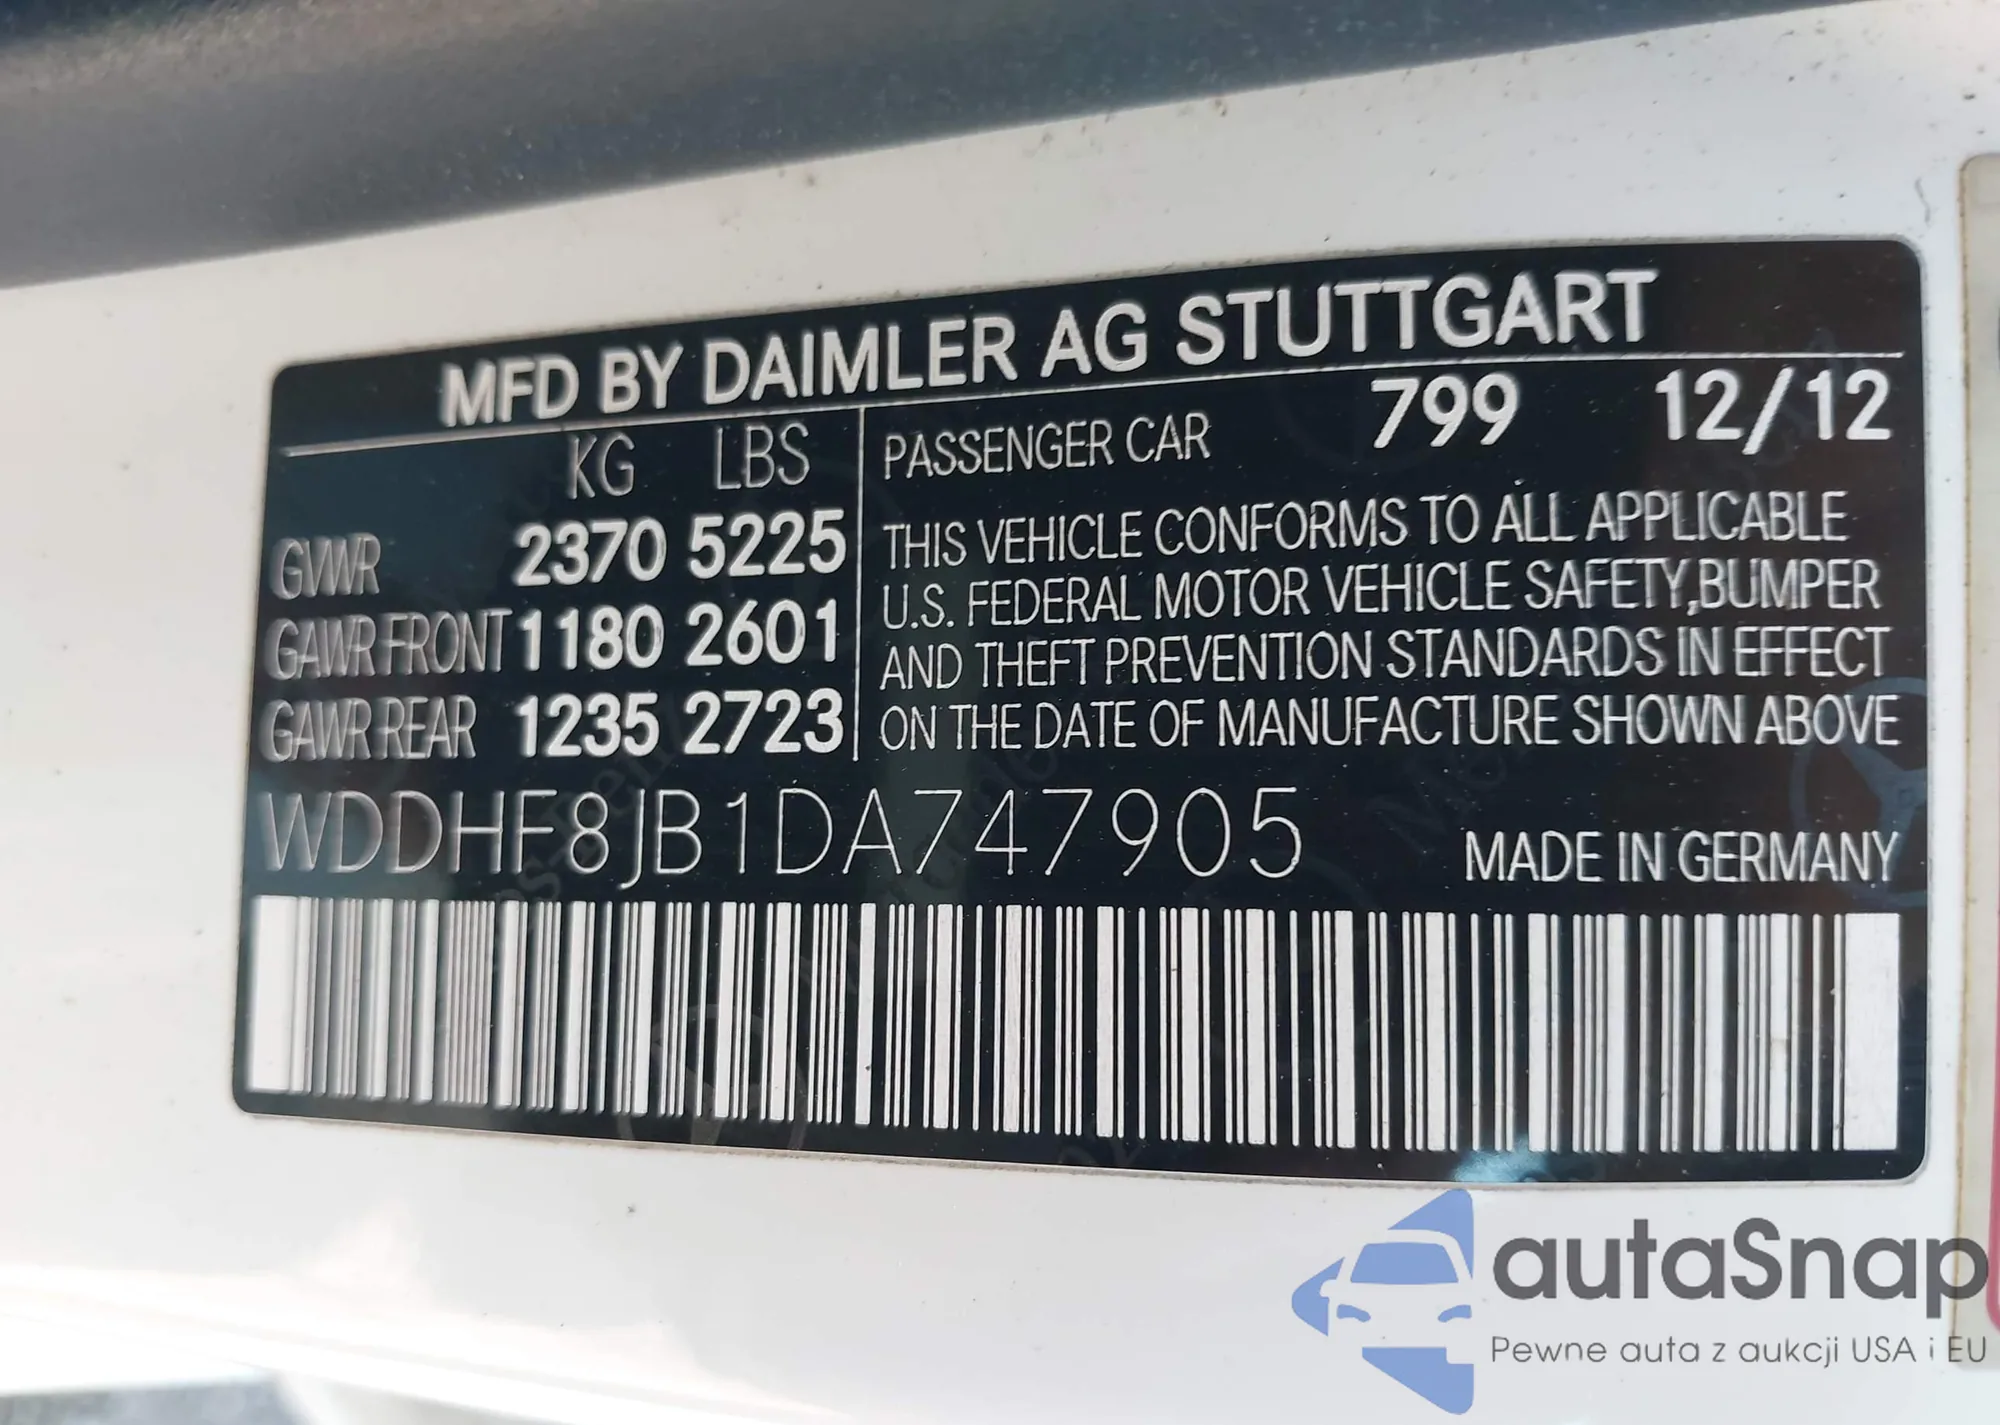 MFD BY DAIMLER AG STUTTGART
KG LBS
GVWR 2370 5225
GAWR FRONT 1180 2601
GAWR REAR 1235 2723
PASSENGER CAR 799 12/12
THIS VEHICLE CONFORMS TO ALL APPLICABLE
U.S. FEDERAL MOTOR VEHICLE SAFETY,BUMPER
AND THEFT PREVENTION STANDARDS IN EFFECT
ON THE DATE OF MANUFACTURE SHOWN ABOVE
WDDHF8JB1DA747905
MADE IN GERMANY
autaSnap
Pewne auta z aukcji USA i EU